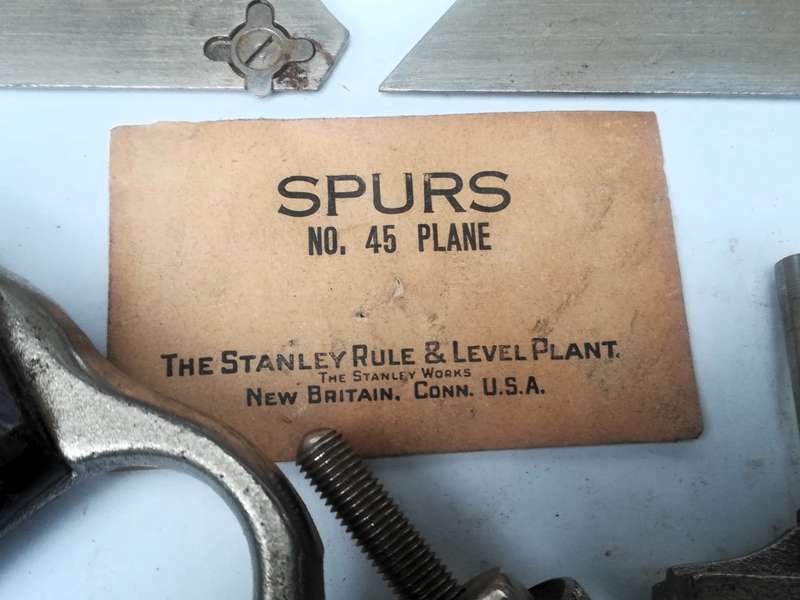 SPURS
NO. 45 PLANE
THE STANLEY RULE & LEVEL PLANT.
THE STANLEY WORKS
NEW BRITAIN, CONN. U.S.A.